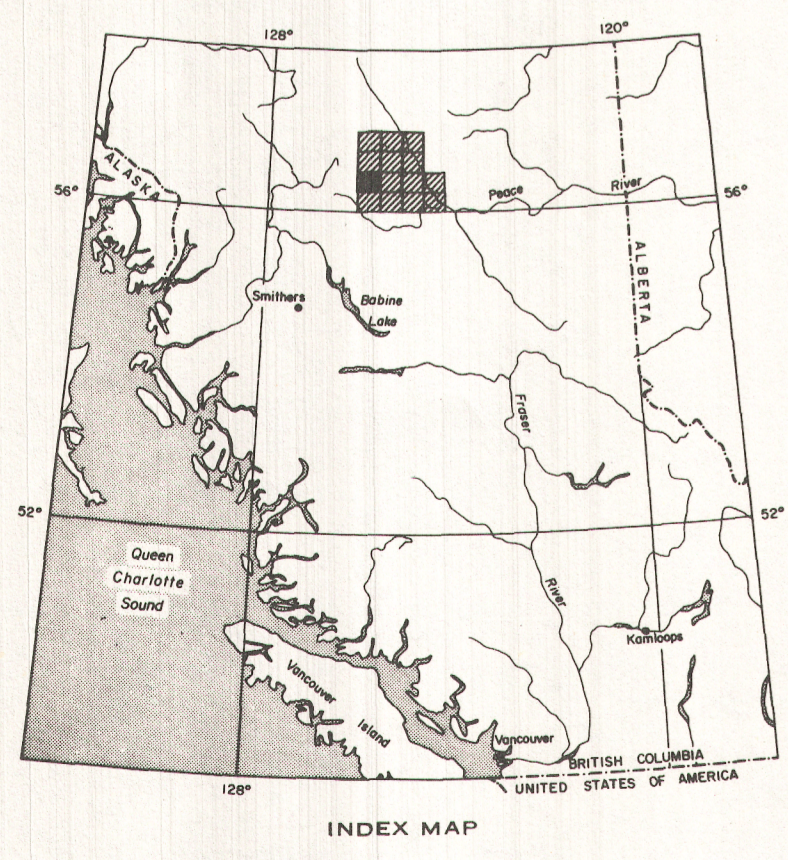 128°
120°
ALASKA
56°
Peace
River
56°
ALBERTA
Smithers
Babine
Lake
Fraser
52°
52°
Queen
Charlotte
Sound
River
Kamloops
Vancouver
Island
Vancouver
BRITISH COLUMBIA
UNITED STATES OF AMERICA
128°
INDEX MAP